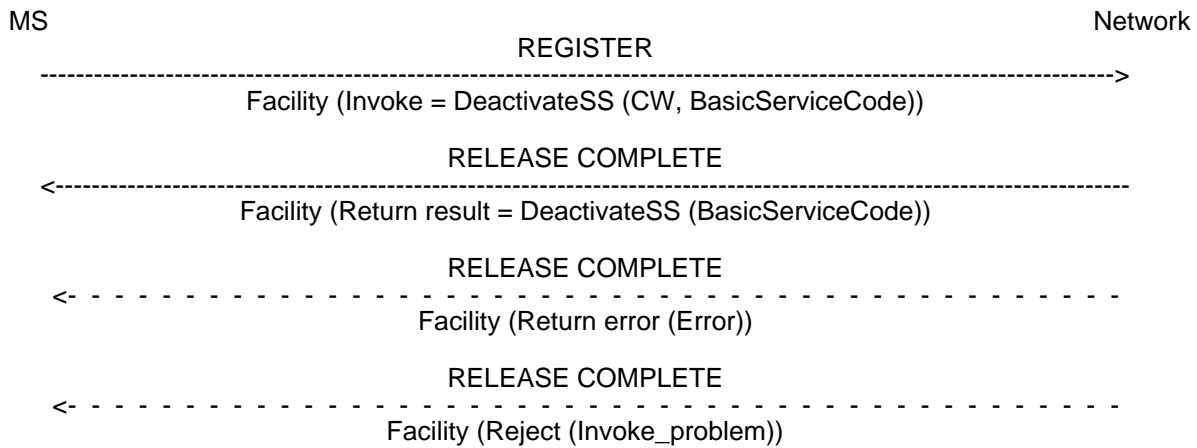 MS Network
REGISTER
Facility (Invoke = DeactivateSS (CW, BasicServiceCode))
RELEASE COMPLETE
Facility (Return result = DeactivateSS (BasicServiceCode))
RELEASE COMPLETE
Facility (Return error (Error))
RELEASE COMPLETE
Facility (Reject (Invoke_problem))